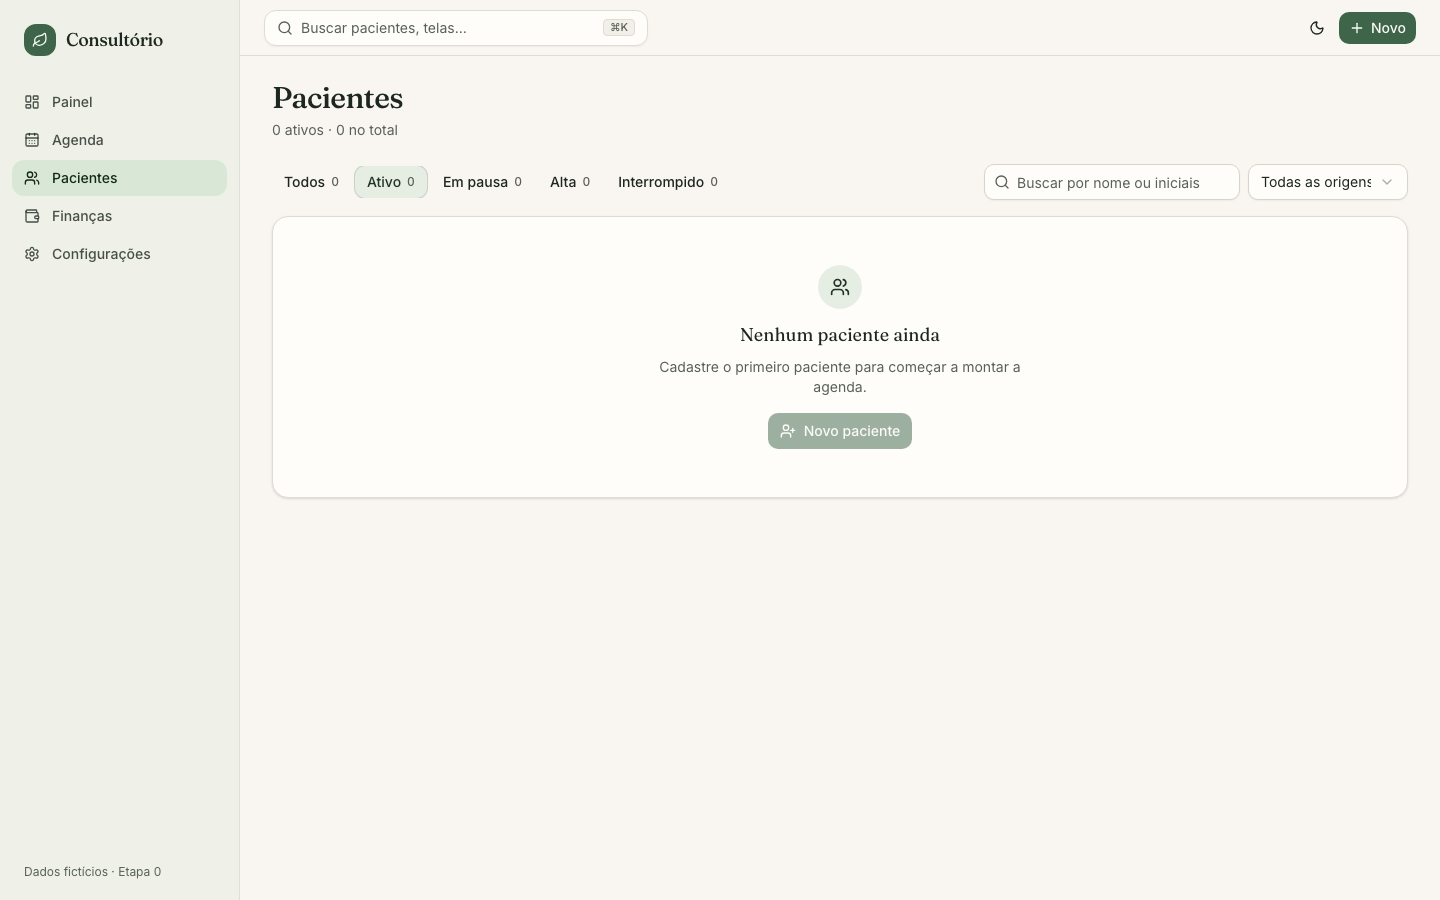 Consultório
Buscar pacientes, telas...
⌘K
Novo
Painel
Agenda
Pacientes
Finanças
Configurações
Pacientes
0 ativos · 0 no total
Todos 0
Ativo 0
Em pausa 0
Alta 0
Interrompido 0
Buscar por nome ou iniciais
Todas as origens
Nenhum paciente ainda
Cadastre o primeiro paciente para começar a montar a
agenda.
Novo paciente
Dados fictícios · Etapa 0